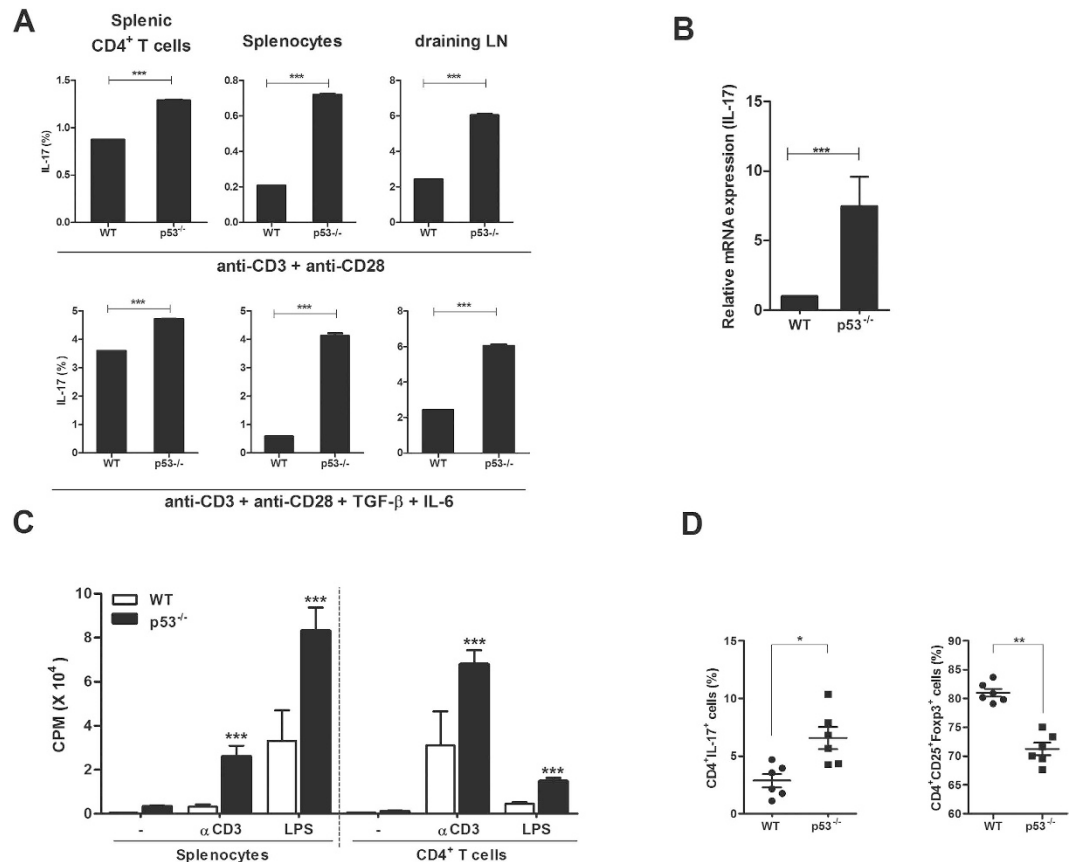 A
Splenic
CD4+ T cells
Splenocytes
draining LN
***
***
***
IL-17 (%)
1.5
1.0
0.5
0.0
WT
p53-/-
0.8
0.6
0.4
0.2
0.0
WT
p53-/-
8
6
4
2
0
WT
p53-/-
anti-CD3 + anti-CD28
***
***
***
IL-17 (%)
5
4
3
2
1
0
WT
p53-/-
5
4
3
2
1
0
WT
p53-/-
8
6
4
2
0
WT
p53-/-
anti-CD3 + anti-CD28 + TGF-β + IL-6
B
Relative mRNA expression (IL-17)
15
10
5
0
***
WT
p53-/-
C
WT
p53-/-
CPM (X 10^4)
10
8
6
4
2
0
***
***
***
***
-
αCD3
LPS
-
αCD3
LPS
Splenocytes
CD4+ T cells
D
CD4+IL-17+ cells (%)
15
10
5
0
*
WT
p53-/-
CD4+CD25+Foxp3+ cells (%)
90
85
80
75
70
65
60
**
WT
p53-/-